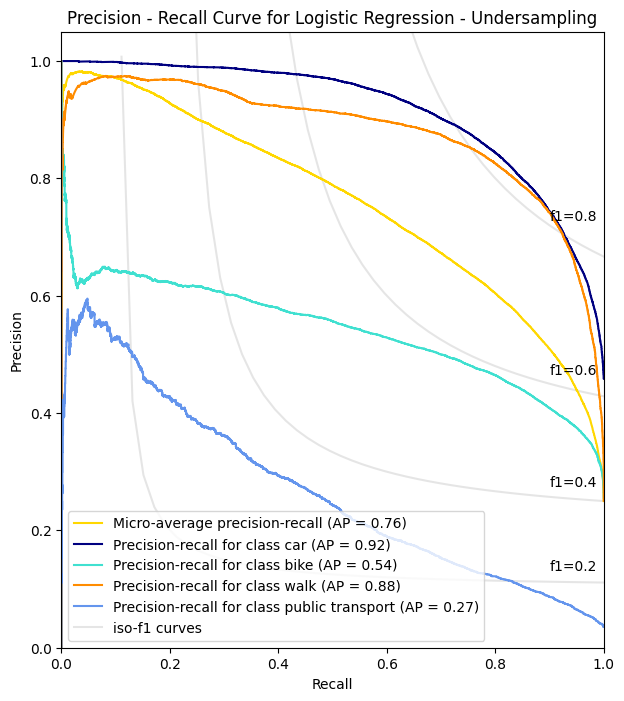 Precision - Recall Curve for Logistic Regression - Undersampling
1.0
0.8
0.6
0.4
0.2
0.0
Precision
f1=0.8
f1=0.6
f1=0.4
f1=0.2
Micro-average precision-recall (AP = 0.76)
Precision-recall for class car (AP = 0.92)
Precision-recall for class bike (AP = 0.54)
Precision-recall for class walk (AP = 0.88)
Precision-recall for class public transport (AP = 0.27)
iso-f1 curves
0.0 0.2 0.4 0.6 0.8 1.0
Recall